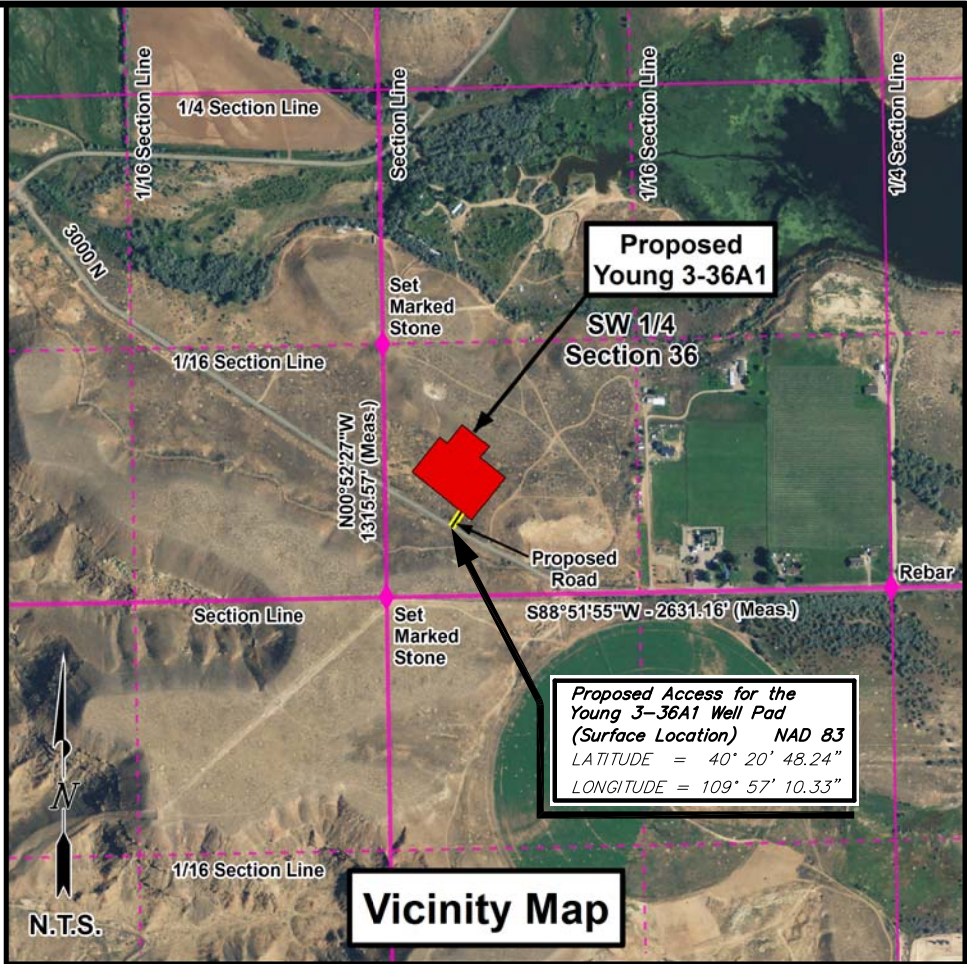 1/4 Section Line
1/16 Section Line
Section Line
1/16 Section Line
1/4 Section Line
3000 N
Proposed
Young 3-36A1
Set
Marked
Stone
SW 1/4
Section 36
1/16 Section Line
N00°52'27"W
1315.57' (Meas.)
Proposed
Road
Rebar
Section Line
Set
Marked
Stone
S88°51'55"W - 2631.16' (Meas.)
Proposed Access for the
Young 3-36A1 Well Pad
(Surface Location) NAD 83
LATITUDE = 40° 20' 48.24"
LONGITUDE = 109° 57' 10.33"
N
1/16 Section Line
N.T.S.
Vicinity Map